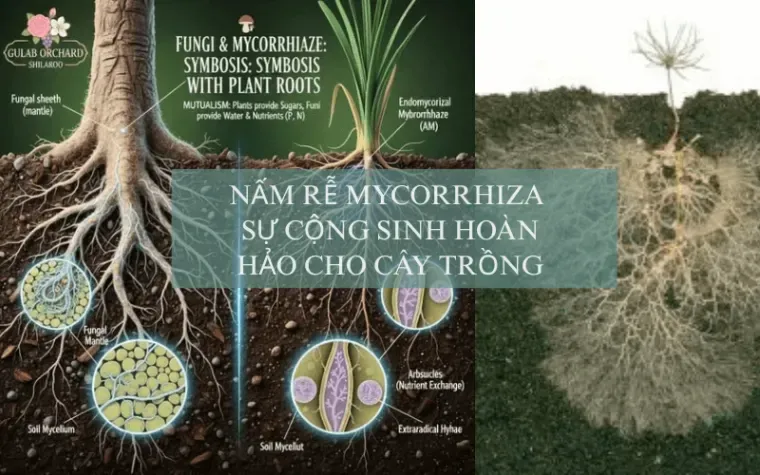 GULAB ORCHARD
SHILAROO
FUNGI & MYCORRHIAZE:
SYMBOSIS: SYMBOSIS
WITH PLANT ROOTS
MUTUALISM: Plants provide Sugars, Funi
provide Water & Nutrients (P, N)
Fungal sheeth
(mantle)
Endomycorizal
Mybrorrhhaze
(AM)
NẤM RỄ MYCORRHIZA
SỰ CỘNG SINH HOÀN
HẢO CHO CÂY TRỒNG
Fungal
Mantle
Soil Mycelium
Arbsucles
(Nutrient Exchange)
Extraradical Hyhae
Soil Mycellut